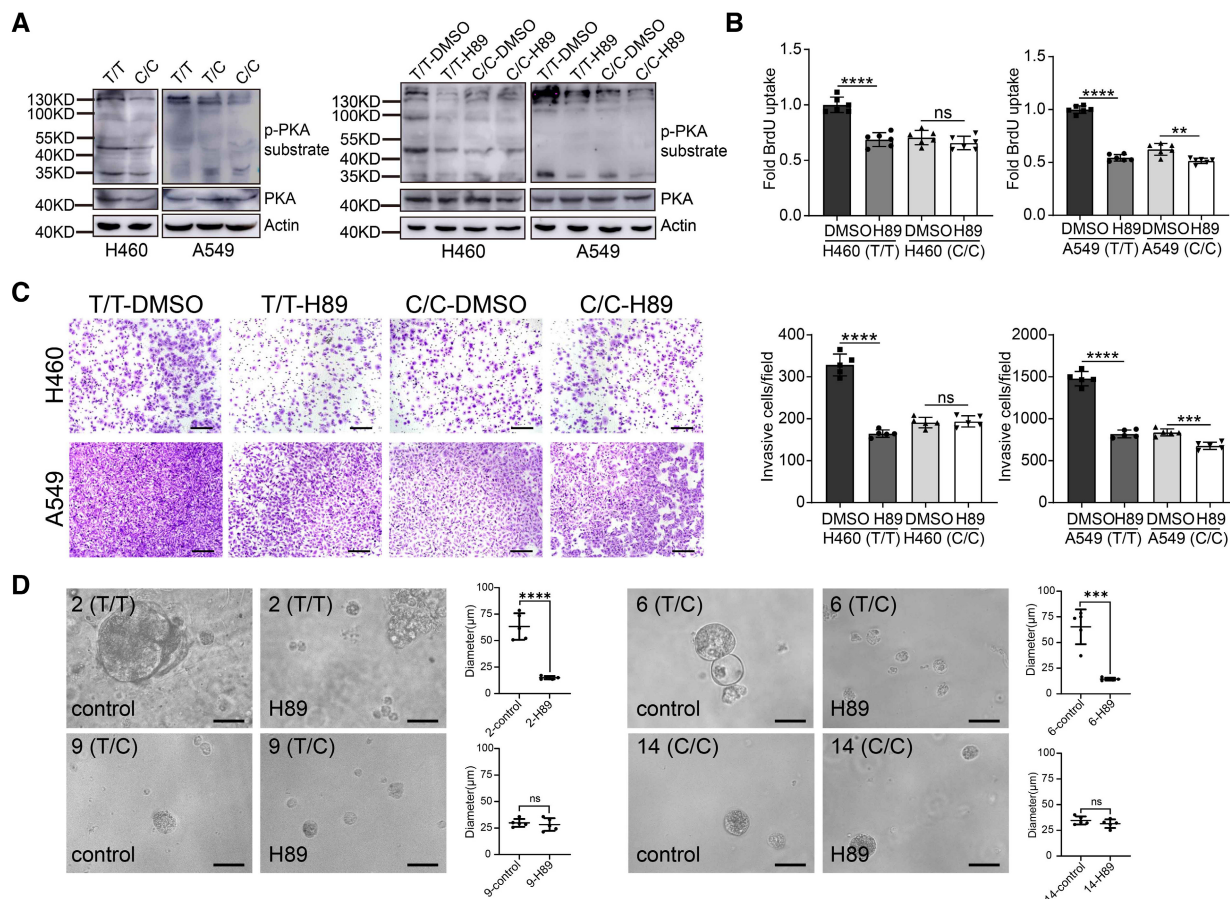 A
T/T C/C T/T T/C C/C
130KD
100KD
55KD
40KD
35KD
p-PKA
substrate
40KD
PKA
40KD
Actin
H460 A549
T/T-DMSO T/T-H89 C/C-DMSO C/C-H89 T/T-DMSO T/T-H89 C/C-DMSO C/C-H89
130KD
100KD
55KD
40KD
35KD
p-PKA
substrate
40KD
PKA
40KD
Actin
H460 A549
B
Fold BrdU uptake
1.5
1.0
0.5
0.0
**** ns
DMSO H89 DMSO H89
H460 (T/T) H460 (C/C)
Fold BrdU uptake
1.5
1.0
0.5
0.0
**** **
DMSO H89 DMSO H89
A549 (T/T) A549 (C/C)
C
T/T-DMSO T/T-H89 C/C-DMSO C/C-H89
H460
A549
Invasive cells/field
400
300
200
100
0
**** ns
DMSO H89 DMSO H89
H460 (T/T) H460 (C/C)
Invasive cells/field
2000
1500
1000
500
0
**** ***
DMSO H89 DMSO H89
A549 (T/T) A549 (C/C)
D
2 (T/T)
control
2 (T/T)
H89
Diameter(μm)
100
75
50
25
0
****
2-control 2-H89
6 (T/C)
control
6 (T/C)
H89
Diameter(μm)
100
75
50
25
0
***
6-control 6-H89
9 (T/C)
control
9 (T/C)
H89
Diameter(μm)
100
75
50
25
0
ns
9-control 9-H89
14 (C/C)
control
14 (C/C)
H89
Diameter(μm)
100
75
50
25
0
ns
14-control 14-H89